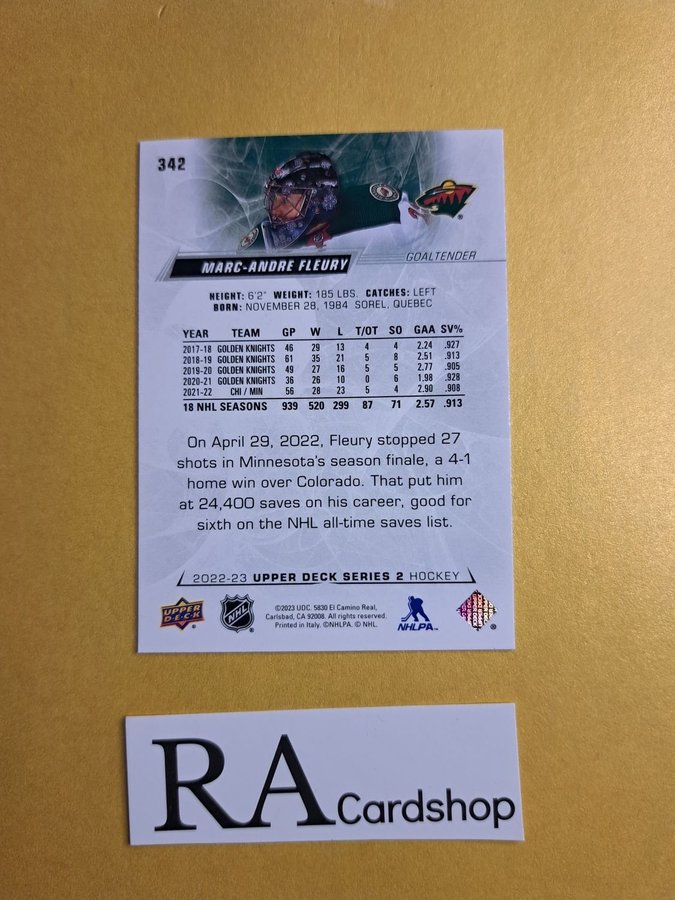 342
MARC-ANDRE FLEURY
GOALTENDER
HEIGHT: 6'2" WEIGHT: 185 LBS. CATCHES: LEFT
BORN: NOVEMBER 28, 1984 SOREL, QUEBEC
YEAR TEAM GP W L T/OT SO GAA SV%
2017-18 GOLDEN KNIGHTS 46 29 13 4 4 2.24 .927
2018-19 GOLDEN KNIGHTS 61 35 21 5 8 2.51 .913
2019-20 GOLDEN KNIGHTS 49 27 16 5 5 2.77 .905
2020-21 GOLDEN KNIGHTS 36 26 10 0 6 1.98 .928
2021-22 CHI / MIN 56 28 23 5 4 2.90 .908
18 NHL SEASONS 939 520 299 87 71 2.57 .913
On April 29, 2022, Fleury stopped 27
shots in Minnesota's season finale, a 4-1
home win over Colorado. That put him
at 24,400 saves on his career, good for
sixth on the NHL all-time saves list.
2022-23 UPPER DECK SERIES 2 HOCKEY
UPPER DECK
NHL
©2023 UDC. 5830 El Camino Real,
Carlsbad, CA 92008. All rights reserved.
Printed in Italy. ©NHLPA. © NHL.
NHLPA
RA Cardshop